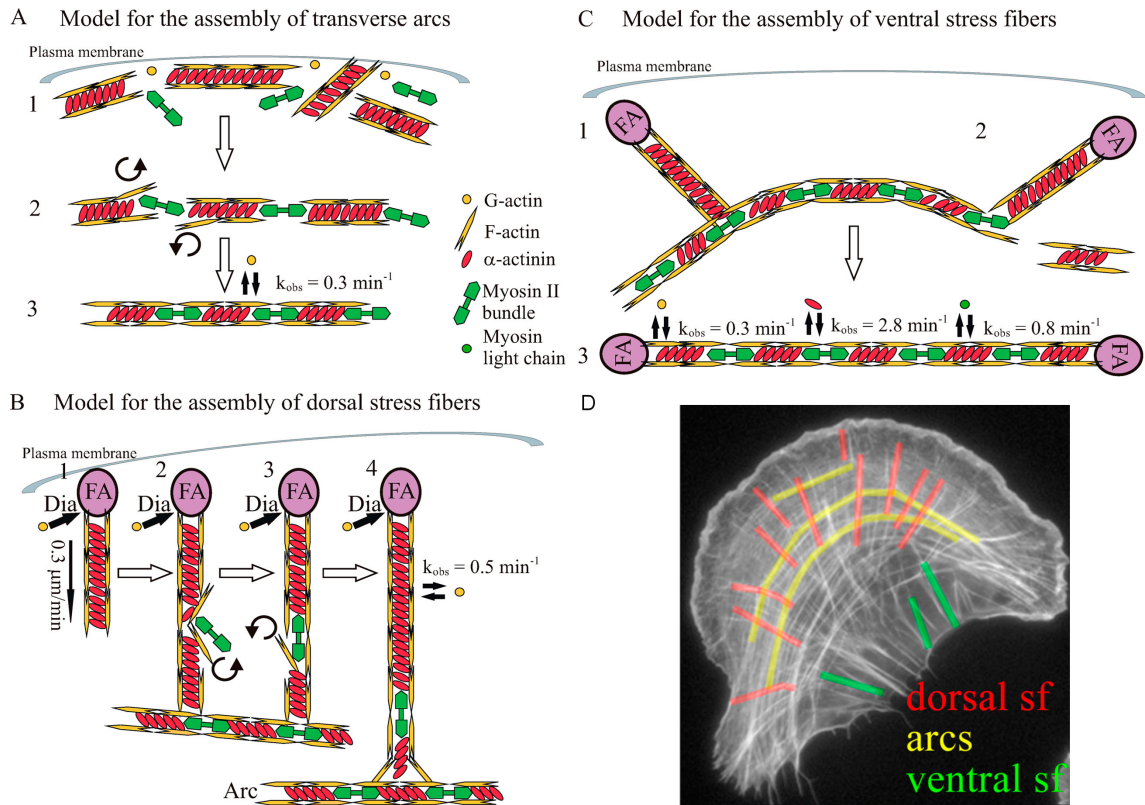 A Model for the assembly of transverse arcs
Plasma membrane
1
2
k_obs = 0.3 min⁻¹
3
G-actin
F-actin
α-actinin
Myosin II
bundle
Myosin
light chain
B Model for the assembly of dorsal stress fibers
Plasma membrane
1 2 3 4
FA FA FA FA
Dia Dia Dia Dia
0.3 μm/min
k_obs = 0.5 min⁻¹
Arc
C Model for the assembly of ventral stress fibers
Plasma membrane
1 FA 2 FA
k_obs = 0.3 min⁻¹ k_obs = 2.8 min⁻¹ k_obs = 0.8 min⁻¹
3 FA FA
D
dorsal sf
arcs
ventral sf